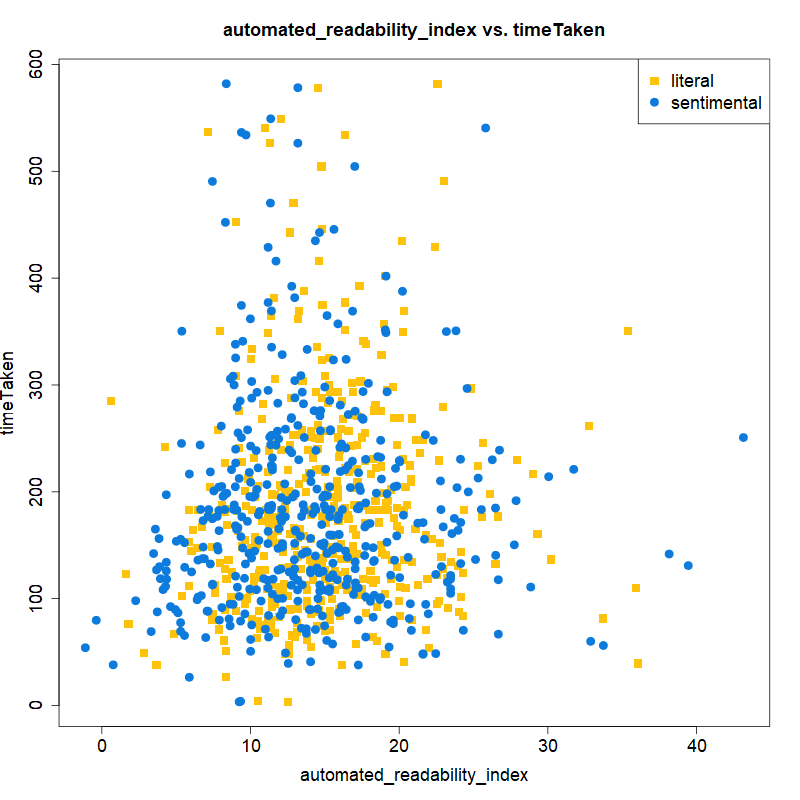 automated_readability_index vs. timeTaken
literal
sentimental
600
500
400
300
200
100
0
timeTaken
0 10 20 30 40
automated_readability_index